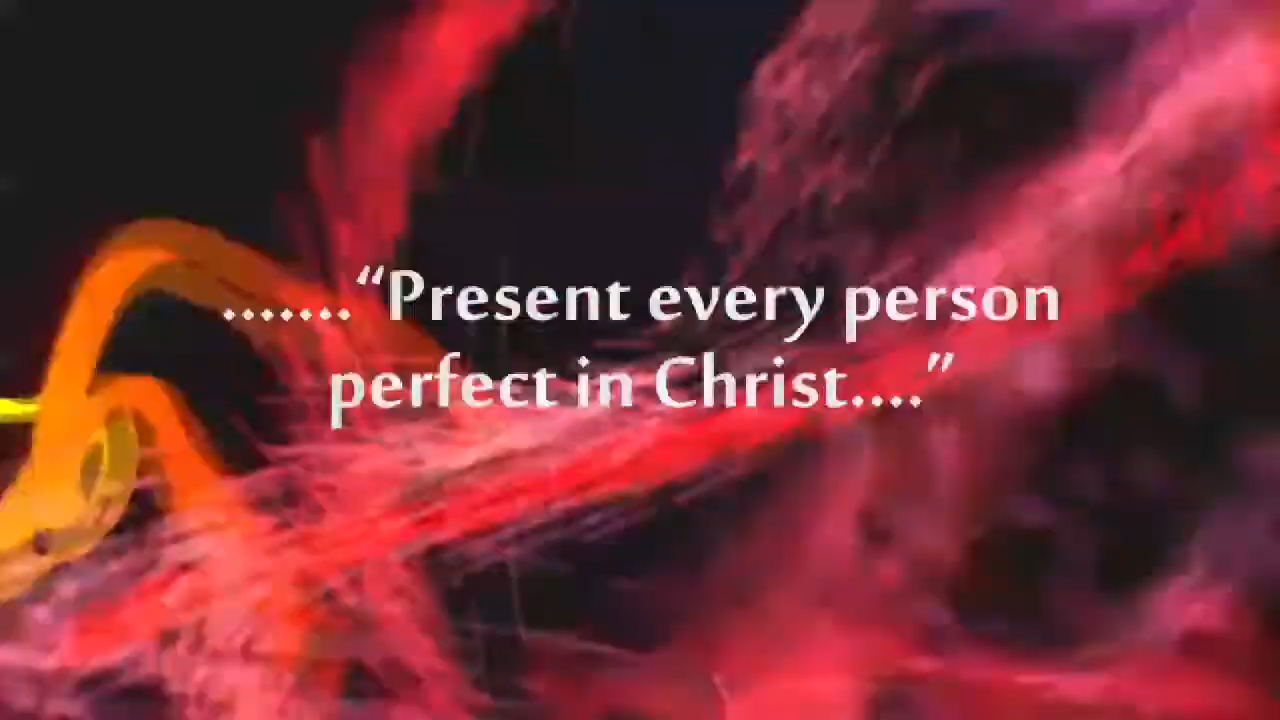 .......“Present every person
perfect in Christ....”